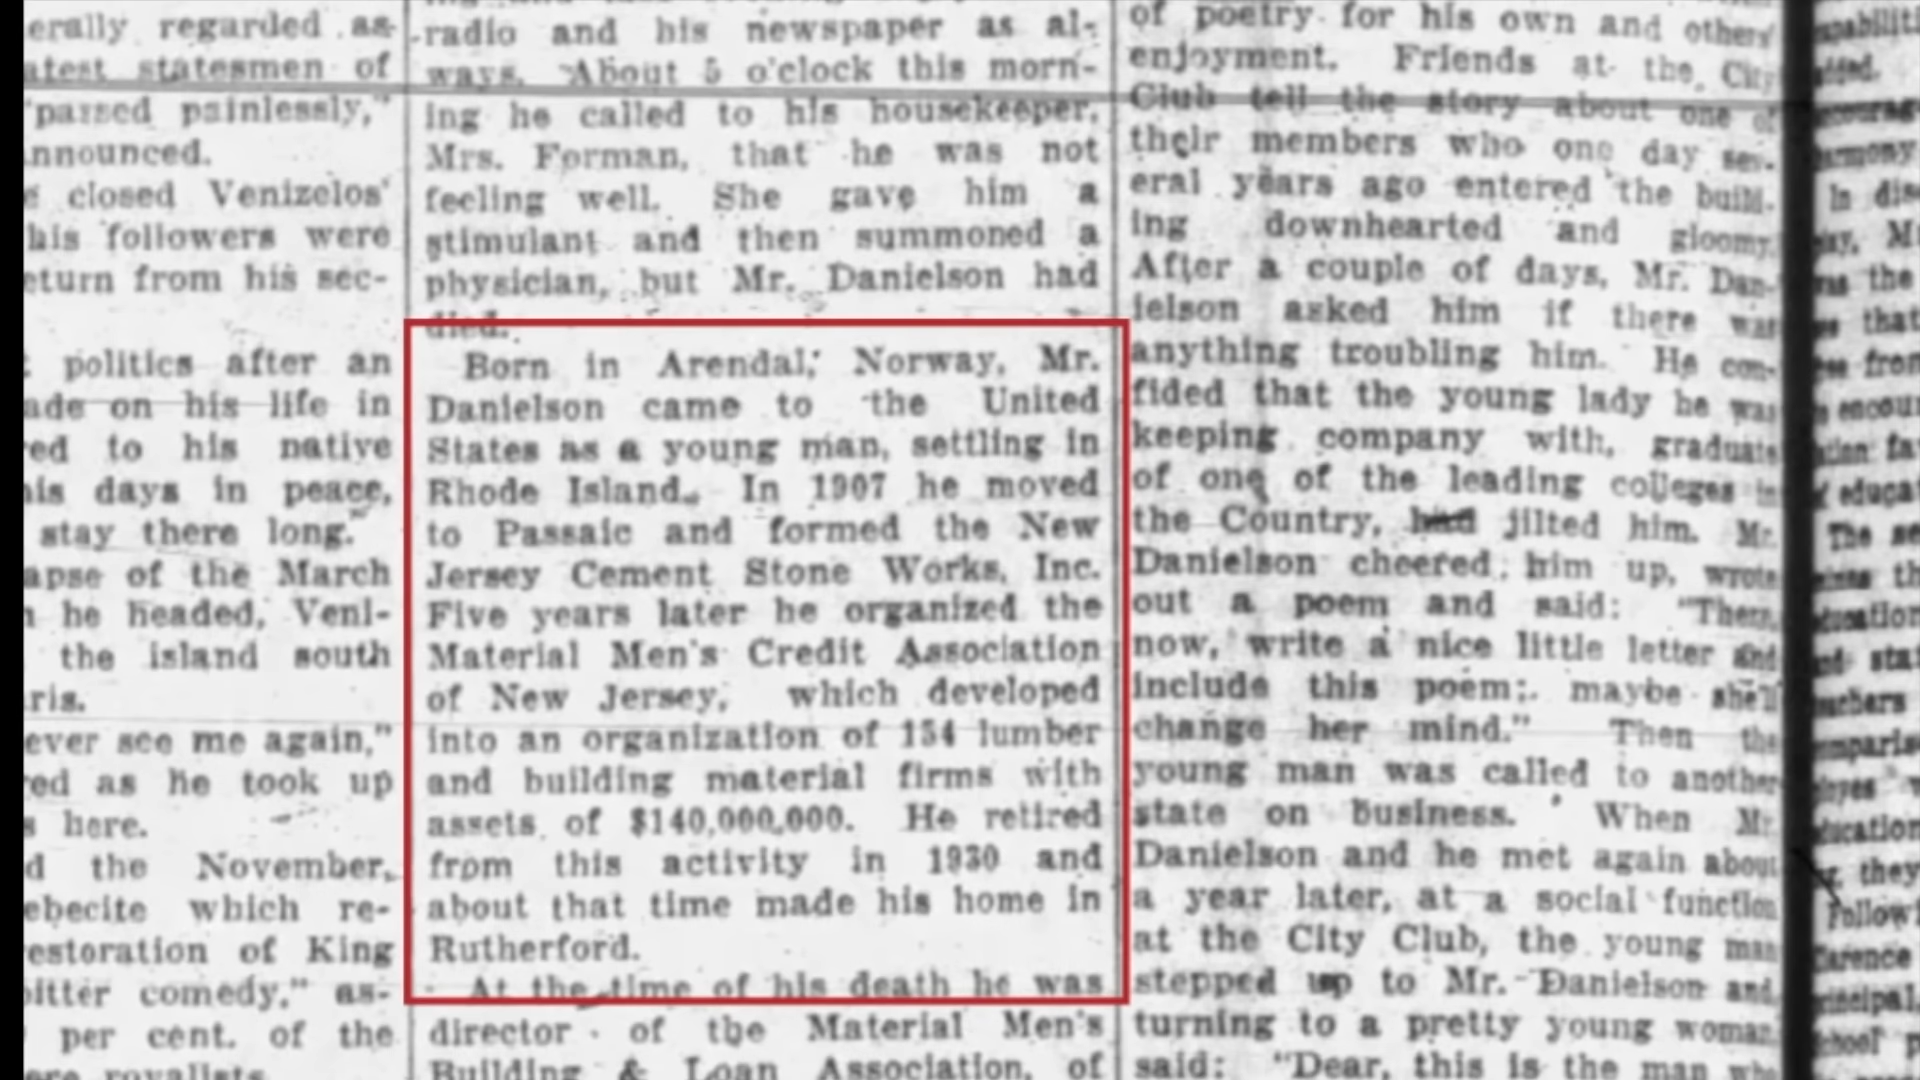 erally regarded as
atest statesmen of
"passed painlessly,"
nnounced.
closed Venizelos'
his followers were
eturn from his sec-
politics after an
ade on his life in
red to his native
his days in peace,
stay there long."
apse of the March
he headed, Veni-
the island south
ris.
ever see me again,"
red as he took up
s here.
d the November,
ebecite which re-
estoration of King
bitter comedy," as-
per cent. of the
ere royalists.
radio and his newspaper as al-
ways. About 5 o'clock this morn-
ing he called to his housekeeper,
Mrs. Forman, that he was not
feeling well. She gave him a
stimulant and then summoned a
physician, but Mr. Danielson had
died.
Born in Arendal, Norway, Mr.
Danielson came to the United
States as a young man, settling in
Rhode Island. In 1907 he moved
to Passaic and formed the New
Jersey Cement Stone Works, Inc.
Five years later he organized the
Material Men's Credit Association
of New Jersey, which developed
into an organization of 154 lumber
and building material firms with
assets of $140,000,000. He retired
from this activity in 1930 and
about that time made his home in
Rutherford.
At the time of his death he was
director of the Material Men's
Building & Loan Association, of
of poetry for his own and others'
enjoyment. Friends at the City
Club tell the story about one of
their members who one day sev-
eral years ago entered the build-
ing downhearted and gloomy.
After a couple of days, Mr. Dan-
ielson asked him if there was
anything troubling him. He con-
fided that the young lady he was
keeping company with, graduate
of one of the leading colleges in
the Country, had jilted him. Mr.
Danielson cheered him up, wrote
out a poem and said: "There,
now, write a nice little letter and
include this poem; maybe she'll
change her mind." Then the
young man was called to another
state on business. When Mr.
Danielson and he met again about
a year later, at a social function
at the City Club, the young man
stepped up to Mr. Danielson and,
turning to a pretty young woman
said: "Dear, this is the man who